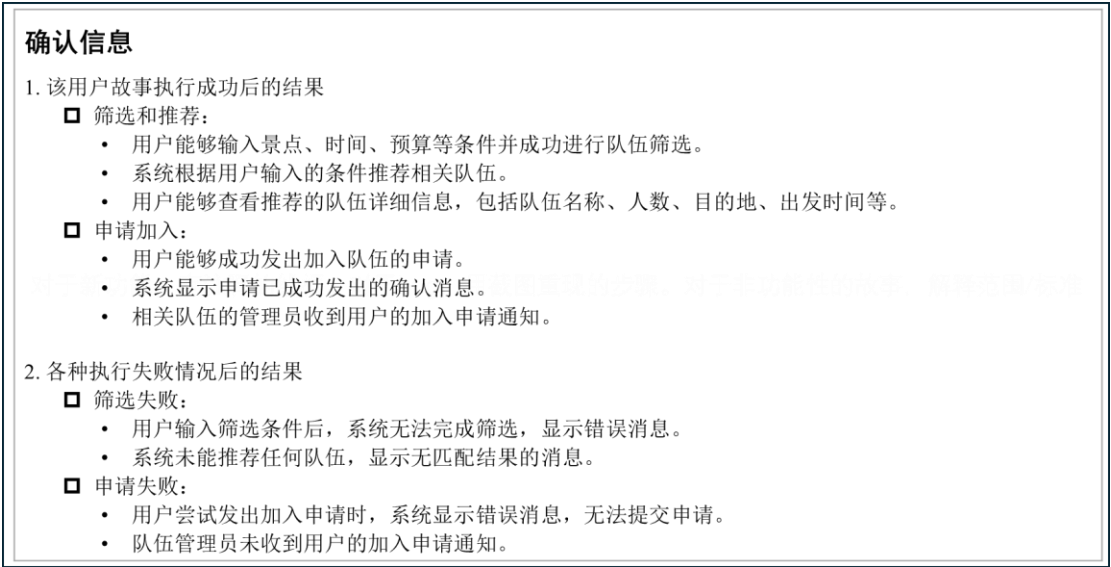 确认信息
1. 该用户故事执行成功后的结果
筛选和推荐：
• 用户能够输入景点、时间、预算等条件并成功进行队伍筛选。
• 系统根据用户输入的条件推荐相关队伍。
• 用户能够查看推荐的队伍详细信息，包括队伍名称、人数、目的地、出发时间等。
申请加入：
• 用户能够成功发出加入队伍的申请。
• 系统显示申请已成功发出的确认消息。
• 相关队伍的管理员收到用户的加入申请通知。
2. 各种执行失败情况后的结果
筛选失败：
• 用户输入筛选条件后，系统无法完成筛选，显示错误消息。
• 系统未能推荐任何队伍，显示无匹配结果的消息。
申请失败：
• 用户尝试发出加入申请时，系统显示错误消息，无法提交申请。
• 队伍管理员未收到用户的加入申请通知。